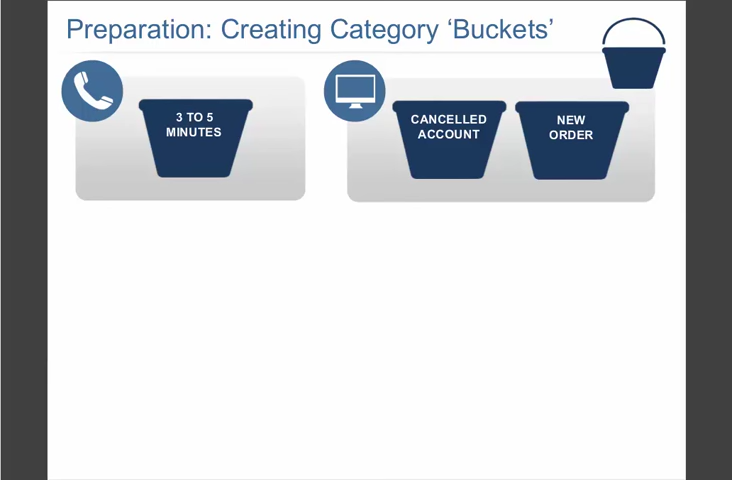 Preparation: Creating Category ‘Buckets’
3 TO 5
MINUTES
CANCELLED
ACCOUNT
NEW
ORDER